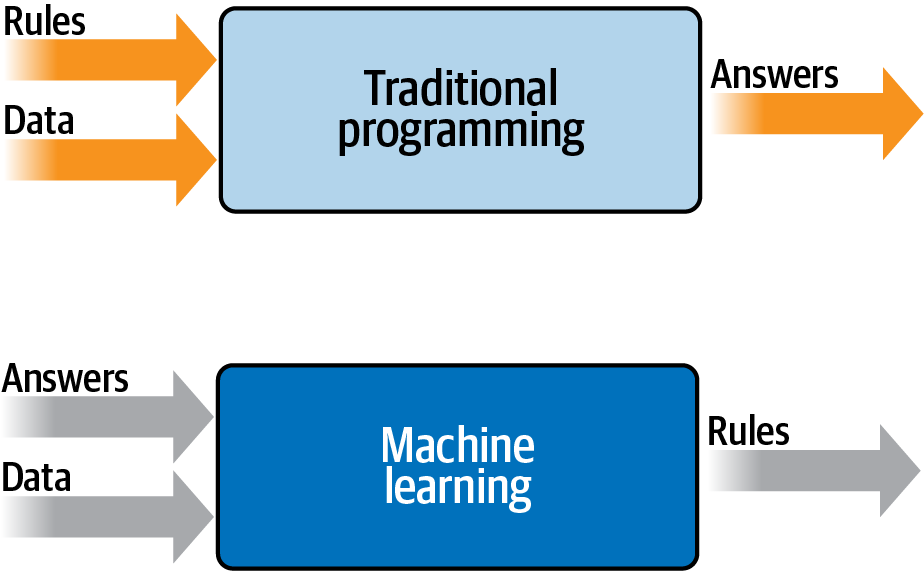 Rules
Data
Traditional
programming
Answers
Answers
Data
Machine
learning
Rules